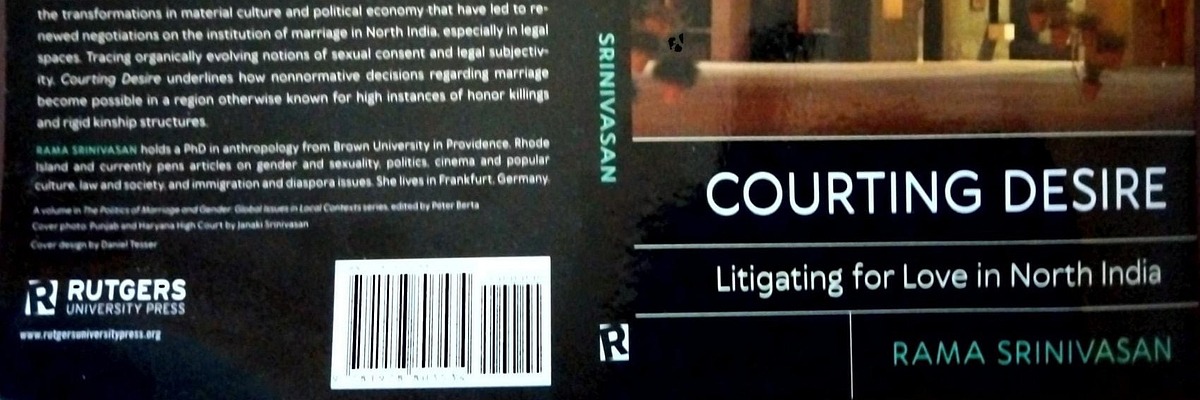 the transformations in material culture and political economy that have led to re-
newed negotiations on the institution of marriage in North India, especially in legal
spaces. Tracing organically evolving notions of sexual consent and legal subjectiv-
ity, Courting Desire underlines how nonnormative decisions regarding marriage
become possible in a region otherwise known for high instances of honor killings
and rigid kinship structures.
RAMA SRINIVASAN holds a PhD in anthropology from Brown University in Providence, Rhode
Island and currently pens articles on gender and sexuality, politics, cinema and popular
culture, law and society, and immigration and diaspora issues. She lives in Frankfurt, Germany.
A volume in The Politics of Marriage and Gender: Global Issues in Local Contexts series, edited by Péter Berta
Cover photo: Punjab and Haryana High Court by Janaki Srinivasan
Cover design by Daniel Tesser
R RUTGERS
UNIVERSITY PRESS
www.rutgersuniversitypress.org
SRINIVASAN
R
COURTING DESIRE
Litigating for Love in North India
RAMA SRINIVASAN